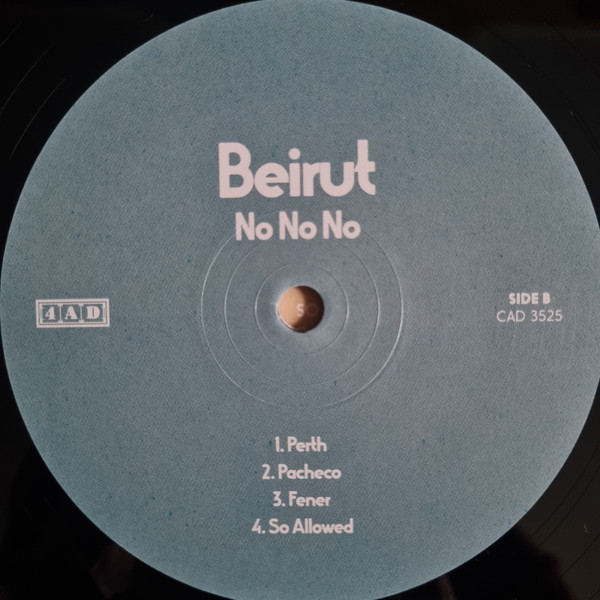 Beirut
No No No
4AD
SIDE B
CAD 3525
1. Perth
2. Pacheco
3. Fener
4. So Allowed